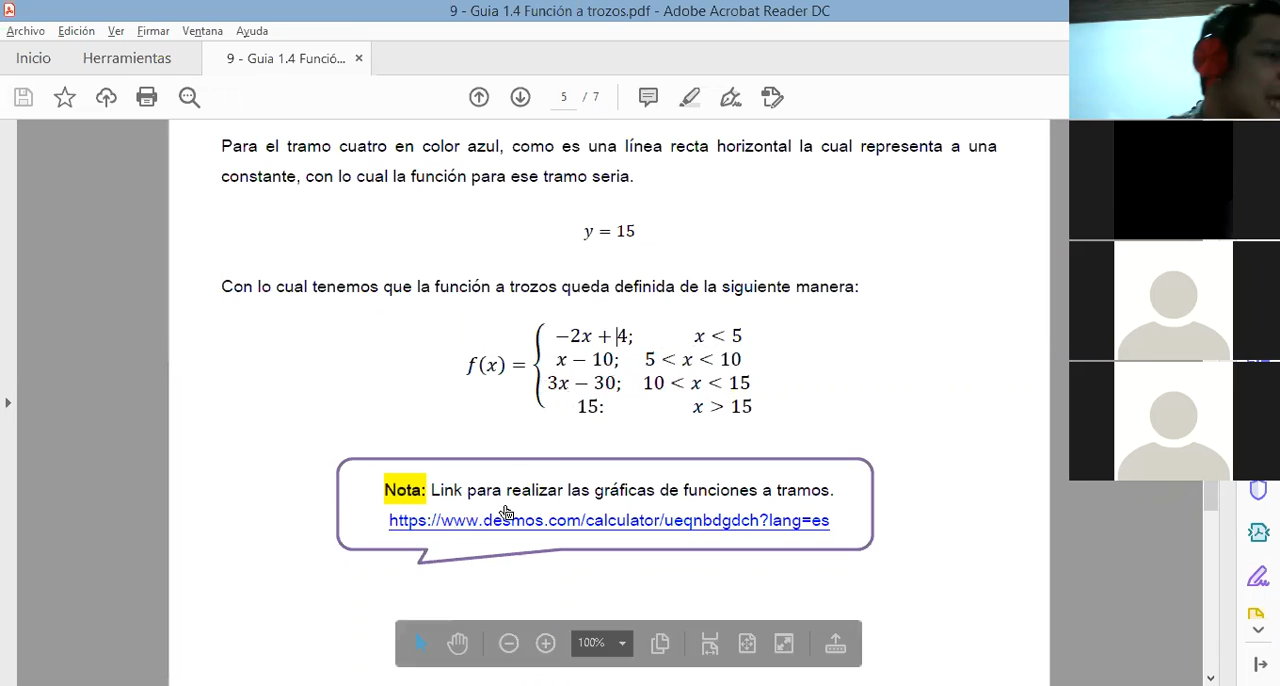 9 - Guia 1.4 Función a trozos.pdf - Adobe Acrobat Reader DC
Archivo Edición Ver Firmar Ventana Ayuda
Inicio Herramientas 9 - Guia 1.4 Funció... ×
5 / 7
Para el tramo cuatro en color azul, como es una línea recta horizontal la cual representa a una
constante, con lo cual la función para ese tramo seria.
y = 15
Con lo cual tenemos que la función a trozos queda definida de la siguiente manera:
−2x + 4; x < 5
x − 10; 5 < x < 10
f(x) =
3x − 30; 10 < x < 15
15: x > 15
Nota: Link para realizar las gráficas de funciones a tramos.
https://www.desmos.com/calculator/ueqnbdgdch?lang=es
100%